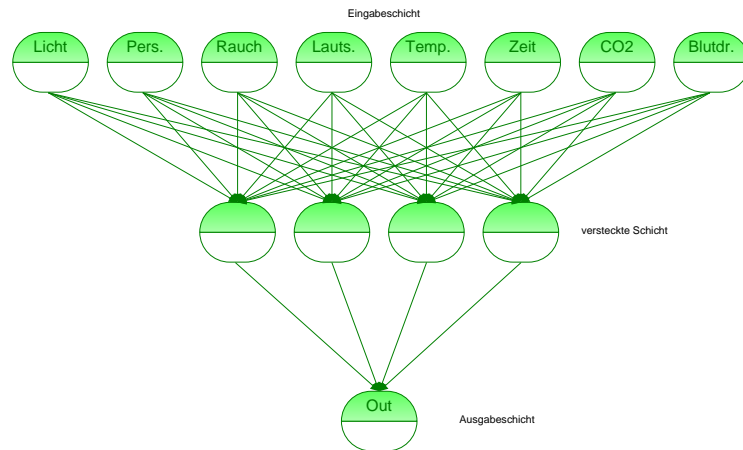 Eingabeschicht
Licht Pers. Rauch Lauts. Temp. Zeit CO2 Blutdr.
versteckte Schicht
Out
Ausgabeschicht